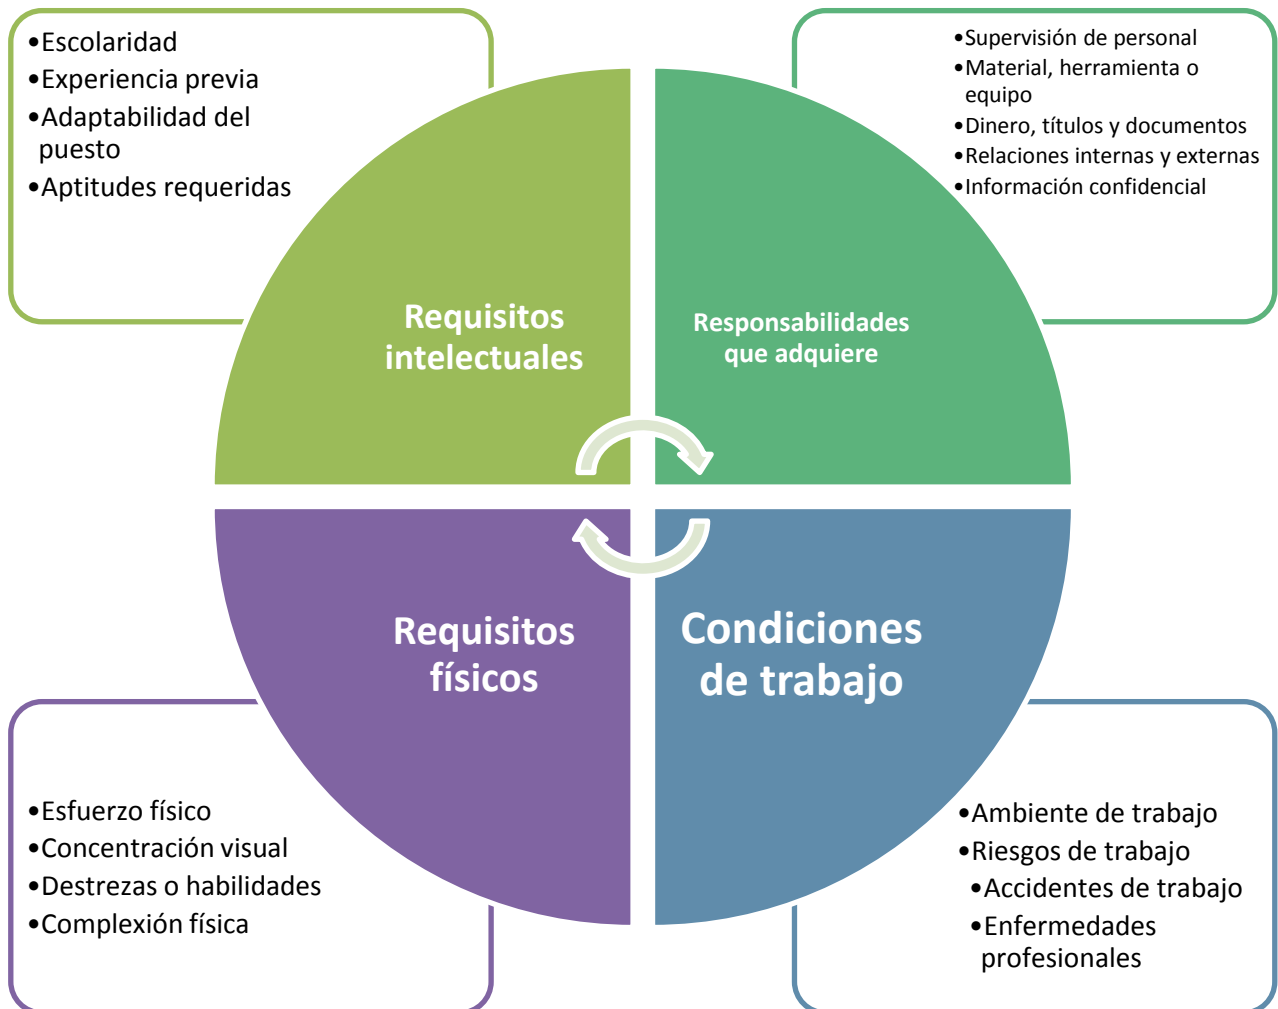 •Escolaridad
•Experiencia previa
•Adaptabilidad del
puesto
•Aptitudes requeridas
•Supervisión de personal
•Material, herramienta o
equipo
•Dinero, títulos y documentos
•Relaciones internas y externas
•Información confidencial
Requisitos
intelectuales
Responsabilidades
que adquiere
Requisitos
físicos
Condiciones
de trabajo
•Esfuerzo físico
•Concentración visual
•Destrezas o habilidades
•Complexión física
•Ambiente de trabajo
•Riesgos de trabajo
•Accidentes de trabajo
•Enfermedades
profesionales